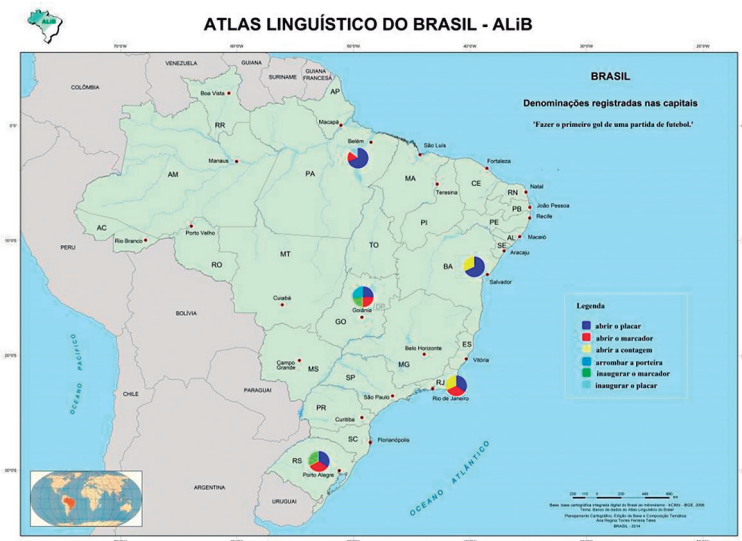 ALiB
ATLAS LINGUÍSTICO DO BRASIL - ALiB
BRASIL
Denominações registradas nas capitais
'Fazer o primeiro gol de uma partida de futebol.'
VENEZUELA
GUIANA
SURINAME
GUIANA
FRANCESA
COLÔMBIA
Boa Vista
RR
AP
Macapá
Belém
São Luís
Manaus
AM
PA
MA
Fortaleza
CE
Teresina
RN
Natal
PB
João Pessoa
PI
PE
Recife
AC
Rio Branco
Porto Velho
AL
Maceió
SE
Aracaju
TO
PERU
RO
MT
BA
Salvador
BOLÍVIA
Cuiabá
Goiânia
GO
Legenda
abrir o placar
abrir o marcador
abrir a contagem
arrombar a porteira
inaugurar o marcador
inaugurar o placar
Belo Horizonte
ES
Vitória
Campo
Grande
MS
MG
SP
RJ
Rio de Janeiro
São Paulo
OCEANO PACÍFICO
CHILE
PARAGUAI
PR
Curitiba
SC
Florianópolis
RS
Porto Alegre
ARGENTINA
URUGUAI
OCEANO ATLÂNTICO
BRASIL - 2014